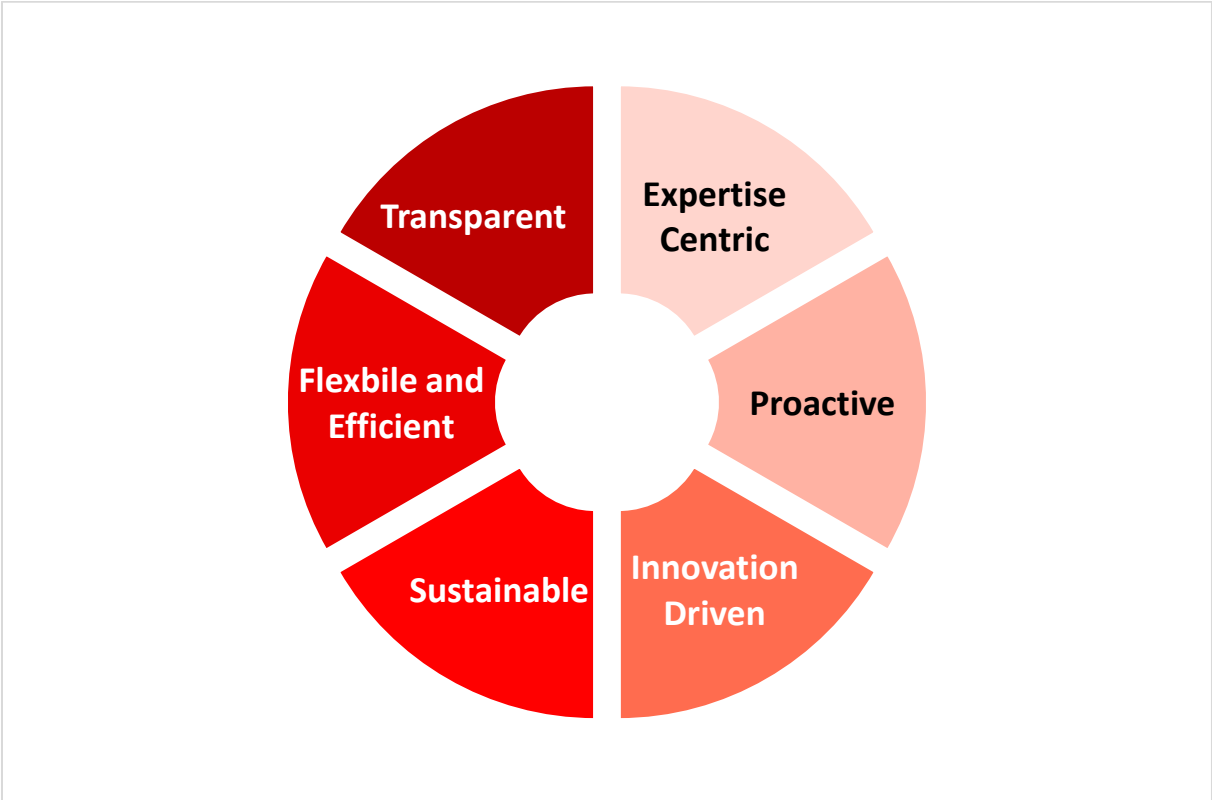 Transparent
Expertise
Centric
Flexbile and
Efficient
Proactive
Sustainable
Innovation
Driven